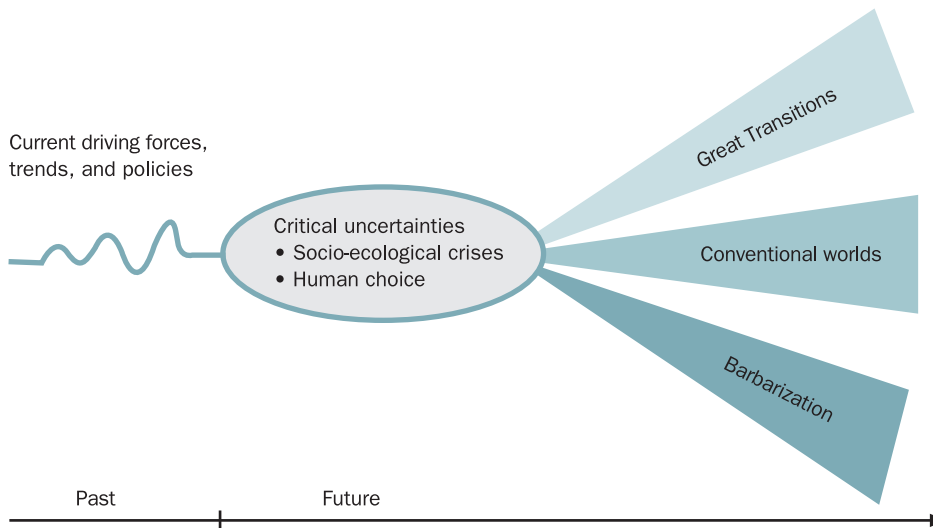 Current driving forces,
trends, and policies
Critical uncertainties
• Socio-ecological crises
• Human choice
Great Transitions
Conventional worlds
Barbarization
Past
Future